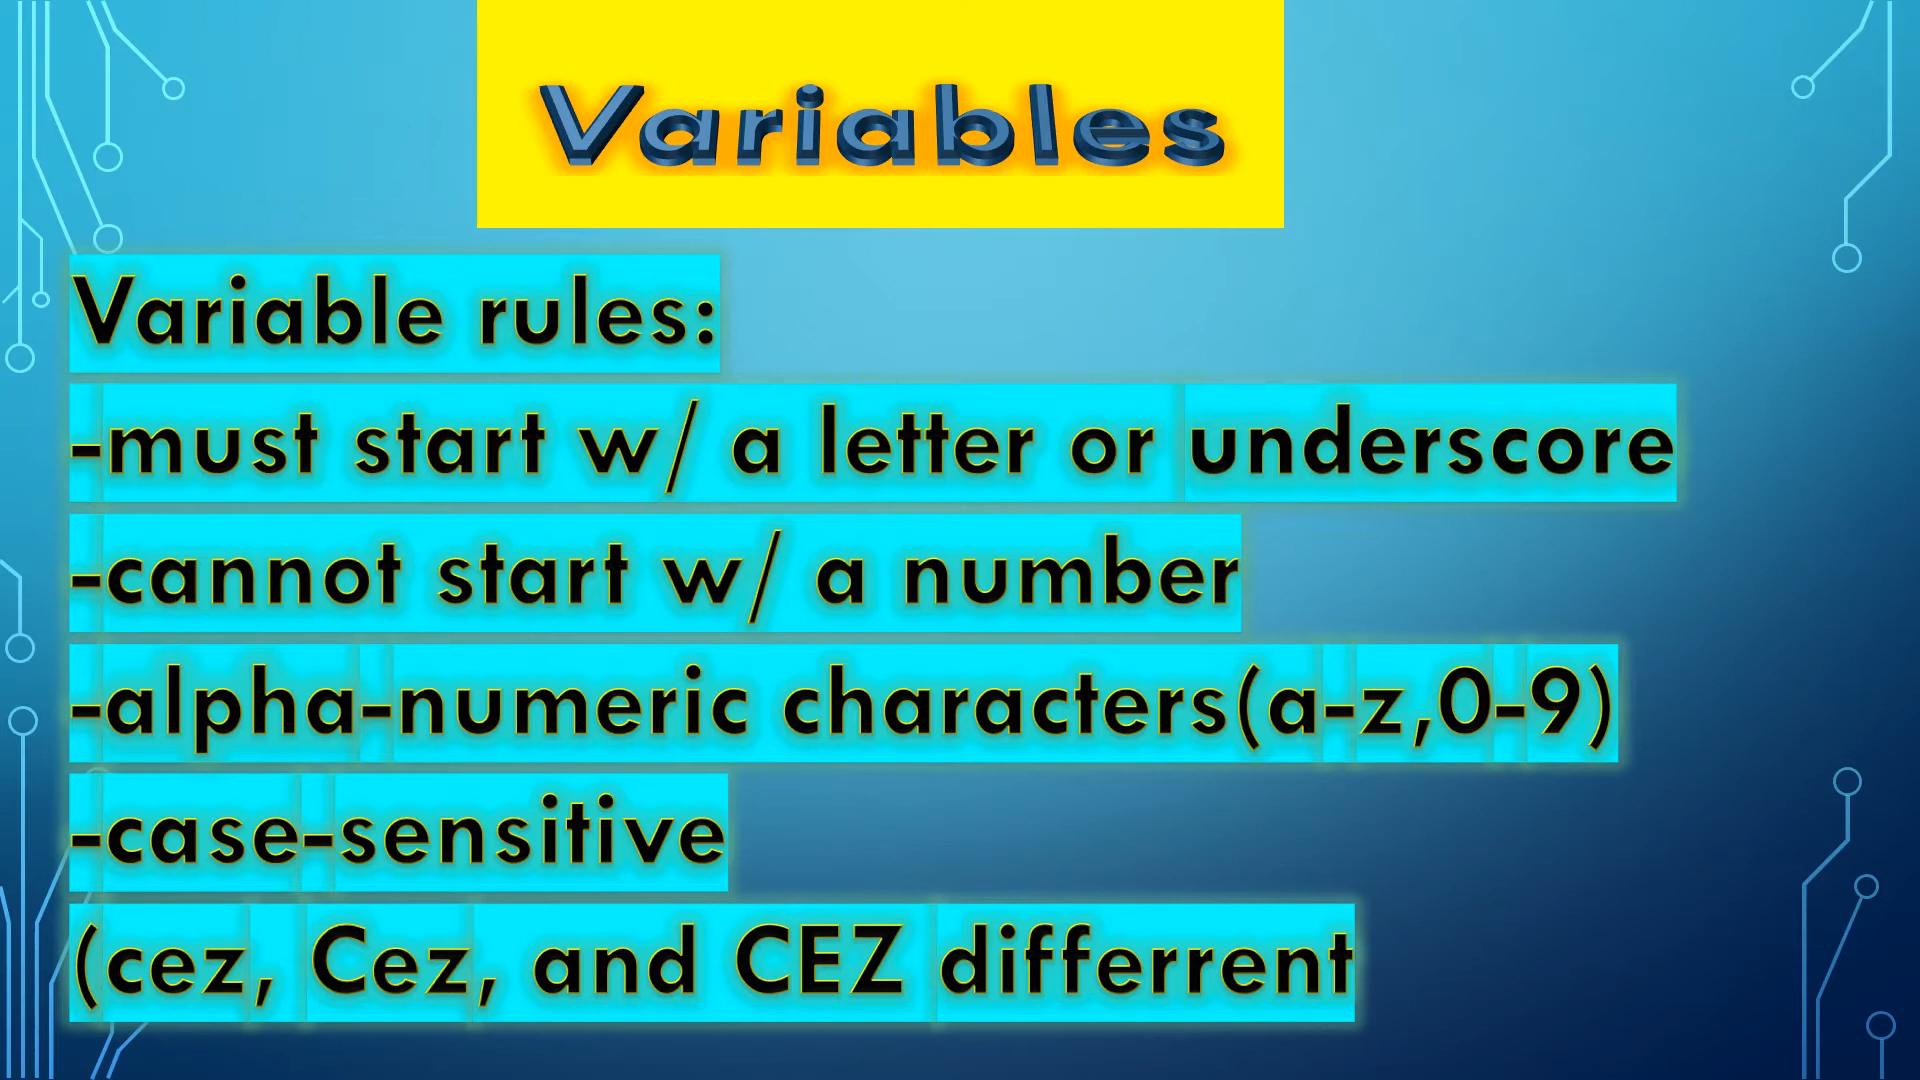 Variables
Variable rules:
-must start w/ a letter or underscore
-cannot start w/ a number
-alpha-numeric characters(a-z,0-9)
-case-sensitive
(cez, Cez, and CEZ differrent